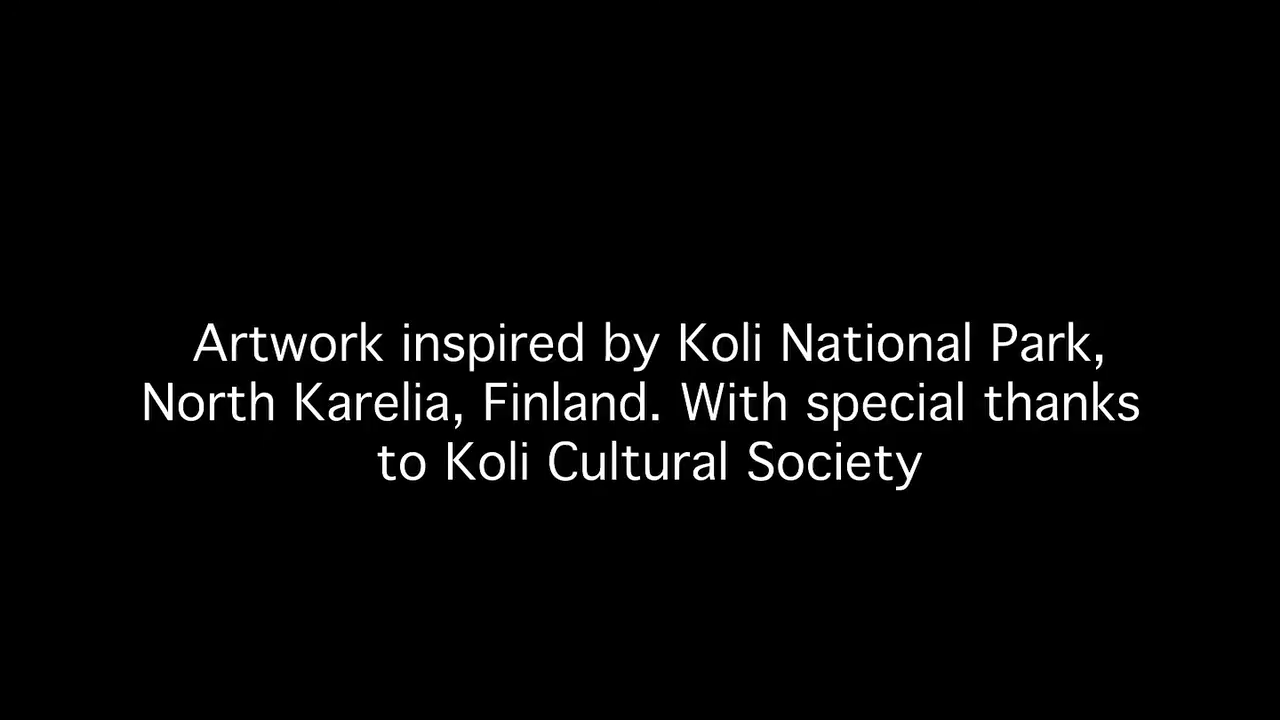 Artwork inspired by Koli National Park,
North Karelia, Finland. With special thanks
to Koli Cultural Society